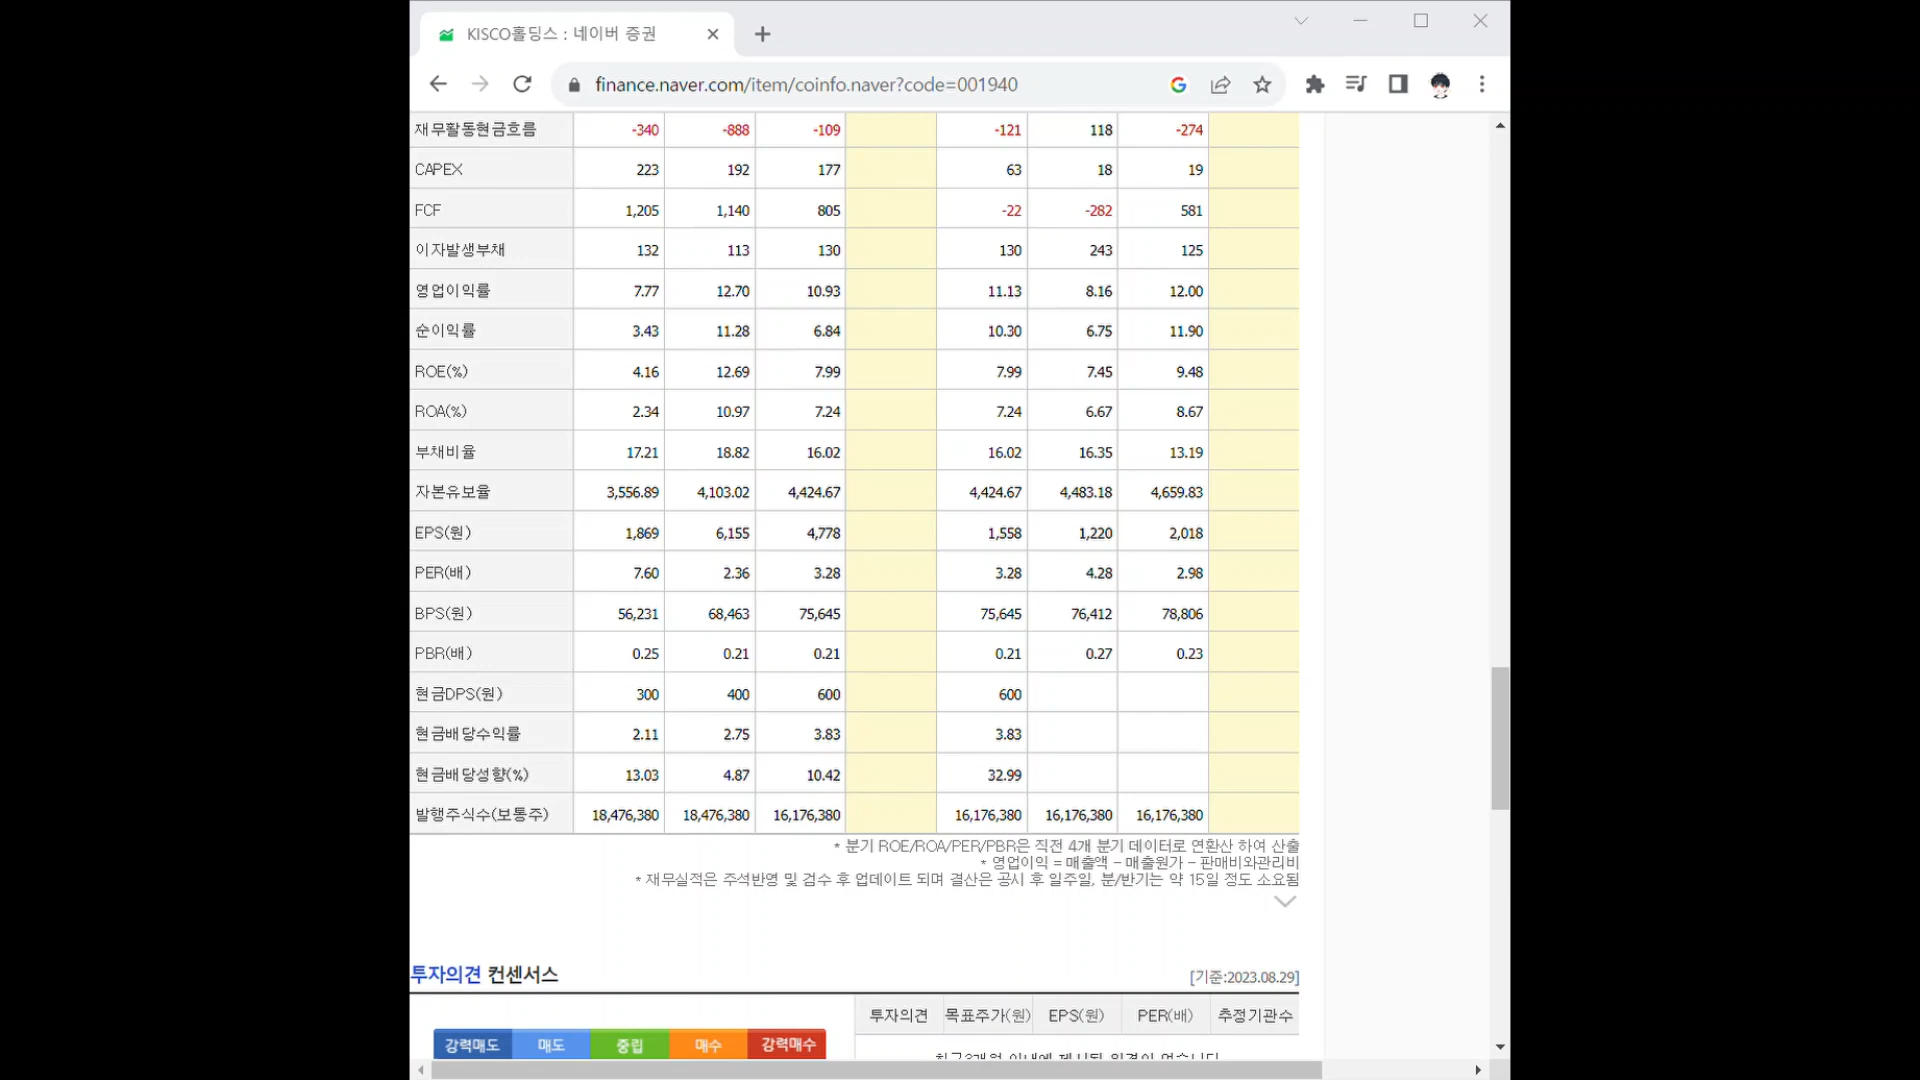 KISCO홀딩스 : 네이버 증권
finance.naver.com/item/coinfo.naver?code=001940
재무활동현금흐름 -340 -888 -109 -121 118 -274
CAPEX 223 192 177 63 18 19
FCF 1,205 1,140 805 -22 -282 581
이자발생부채 132 113 130 130 243 125
영업이익률 7.77 12.70 10.93 11.13 8.16 12.00
순이익률 3.43 11.28 6.84 10.30 6.75 11.90
ROE(%) 4.16 12.69 7.99 7.99 7.45 9.48
ROA(%) 2.34 10.97 7.24 7.24 6.67 8.67
부채비율 17.21 18.82 16.02 16.02 16.35 13.19
자본유보율 3,556.89 4,103.02 4,424.67 4,424.67 4,483.18 4,659.83
EPS(원) 1,869 6,155 4,778 1,558 1,220 2,018
PER(배) 7.60 2.36 3.28 3.28 4.28 2.98
BPS(원) 56,231 68,463 75,645 75,645 76,412 78,806
PBR(배) 0.25 0.21 0.21 0.21 0.27 0.23
현금DPS(원) 300 400 600 600
현금배당수익률 2.11 2.75 3.83 3.83
현금배당성향(%) 13.03 4.87 10.42 32.99
발행주식수(보통주) 18,476,380 18,476,380 16,176,380 16,176,380 16,176,380 16,176,380
* 분기 ROE/ROA/PER/PBR은 직전 4개 분기 데이터로 연환산 하여 산출
* 영업이익 = 매출액 - 매출원가 - 판매비와관리비
* 재무실적은 주석반영 및 검수 후 업데이트 되며 결산은 공시 후 일주일, 분/반기는 약 15일 정도 소요됨
투자의견 컨센서스 [기준:2023.08.29]
투자의견 목표주가(원) EPS(원) PER(배) 추정기관수
강력매도 매도 중립 매수 강력매수